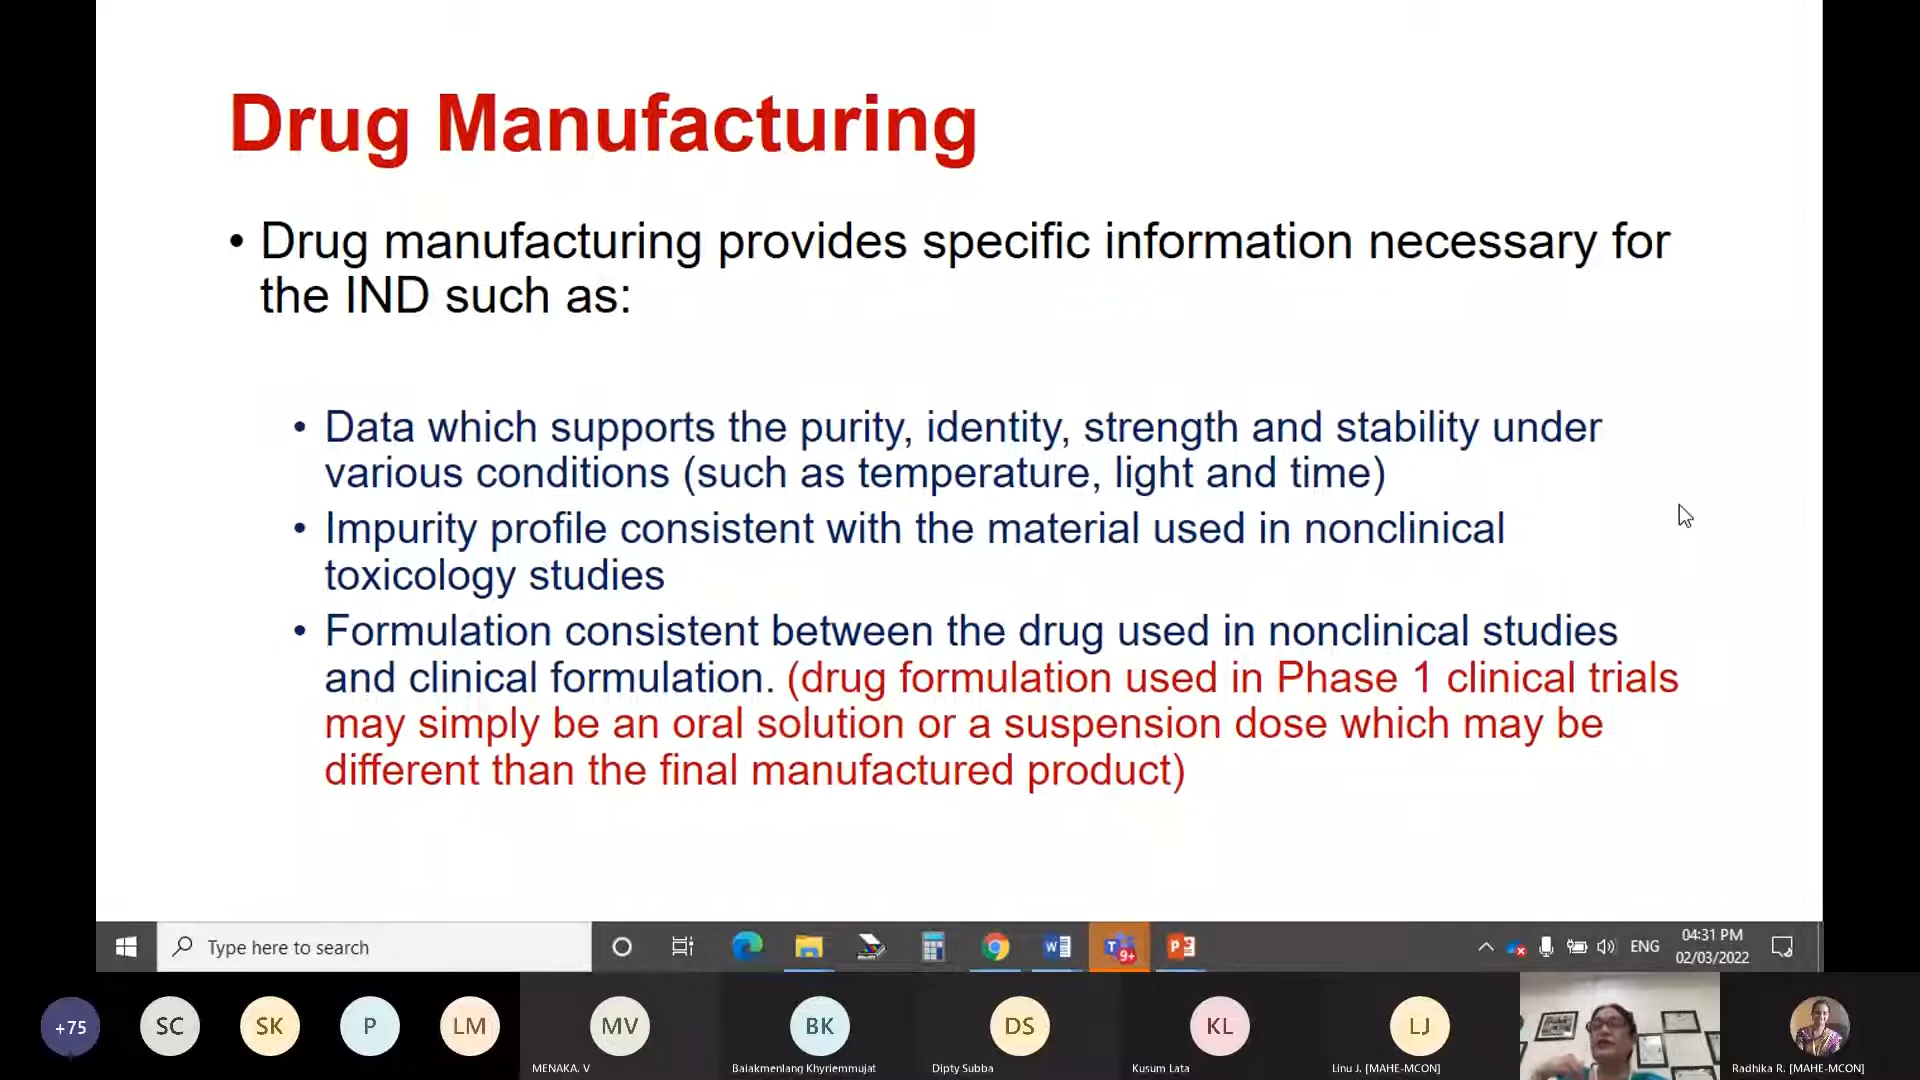 Drug Manufacturing
• Drug manufacturing provides specific information necessary for
the IND such as:
• Data which supports the purity, identity, strength and stability under
various conditions (such as temperature, light and time)
• Impurity profile consistent with the material used in nonclinical
toxicology studies
• Formulation consistent between the drug used in nonclinical studies
and clinical formulation. (drug formulation used in Phase 1 clinical trials
may simply be an oral solution or a suspension dose which may be
different than the final manufactured product)
Type here to search
9+
ENG
04:31 PM
02/03/2022
+75
SC
SK
P
LM
MV
BK
DS
KL
LJ
MENAKA. V
Baiakmenlang Khyriemmujat
Dipty Subba
Kusum Lata
Linu J. [MAHE-MCON]
Radhika R. [MAHE-MCON]